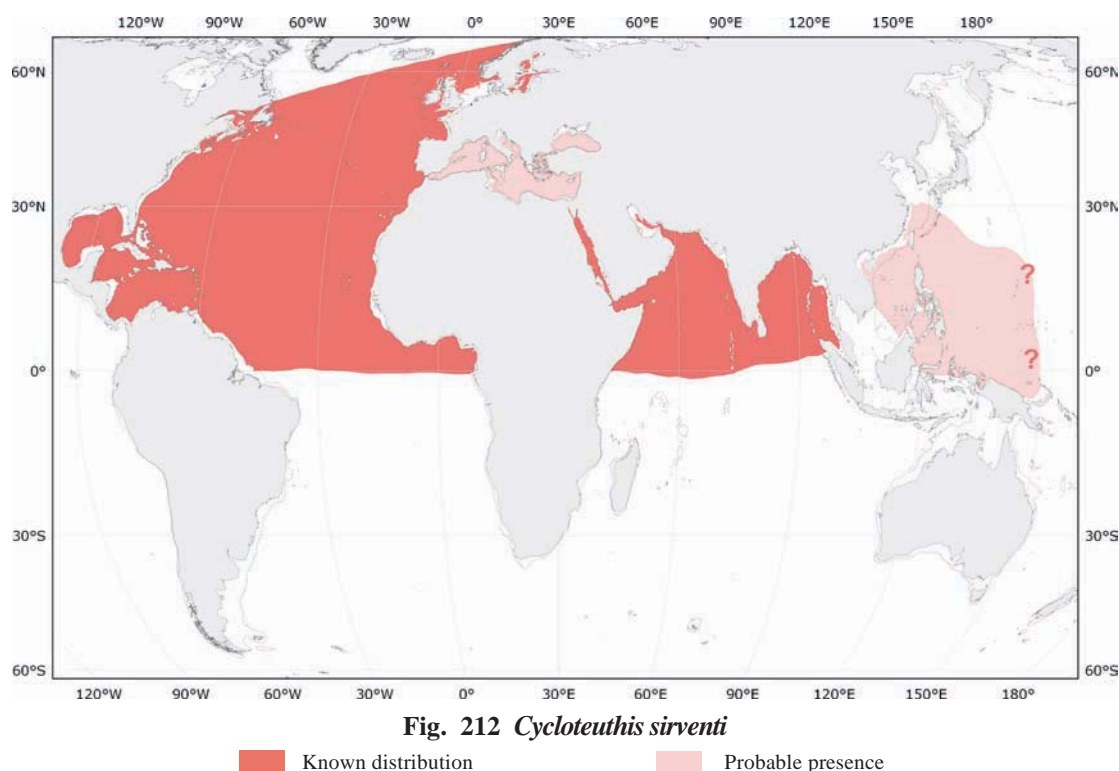 120°W 90°W 60°W 30°W 0° 30°E 60°E 90°E 120°E 150°E 180°
60°N 60°N
30°N 30°N
?
?
0° 0°
30°S 30°S
60°S 60°S
120°W 90°W 60°W 30°W 0° 30°E 60°E 90°E 120°E 150°E 180°
Fig. 212 Cycloteuthis sirventi
Known distribution Probable presence